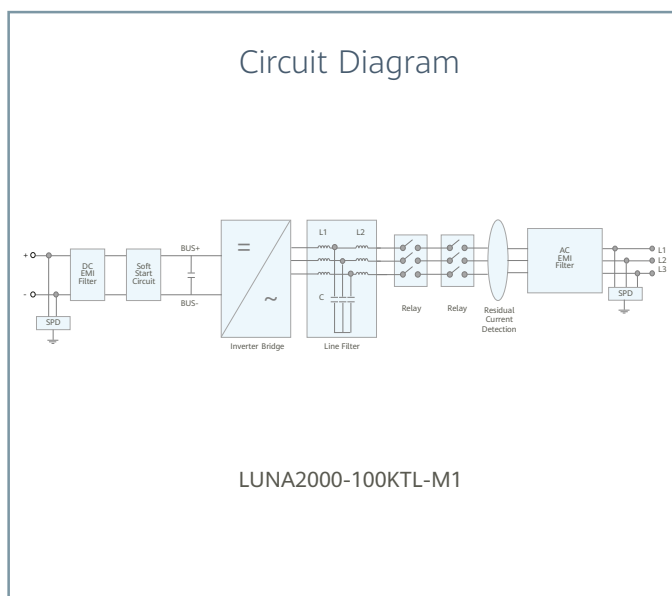 Circuit Diagram
+
-
SPD
DC
EMI
Filter
Soft
Start
Circuit
BUS+
BUS-
=
~
Inverter Bridge
L1
L2
C
Line Filter
Relay
Relay
Residual
Current
Detection
AC
EMI
Filter
L1
L2
L3
SPD
LUNA2000-100KTL-M1